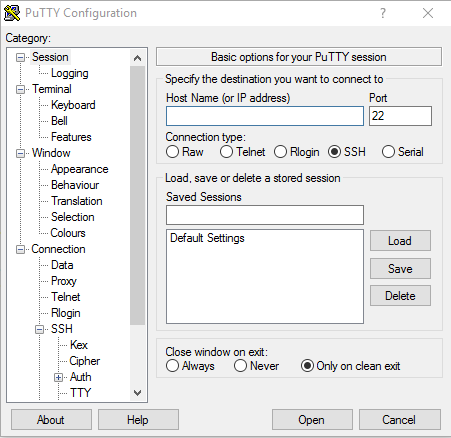 PuTTY Configuration
?
Category:
Session
Logging
Terminal
Keyboard
Bell
Features
Window
Appearance
Behaviour
Translation
Selection
Colours
Connection
Data
Proxy
Telnet
Rlogin
SSH
Kex
Cipher
Auth
TTY
Basic options for your PuTTY session
Specify the destination you want to connect to
Host Name (or IP address) Port
22
Connection type:
Raw Telnet Rlogin SSH Serial
Load, save or delete a stored session
Saved Sessions
Default Settings
Load
Save
Delete
Close window on exit:
Always Never Only on clean exit
About Help Open Cancel